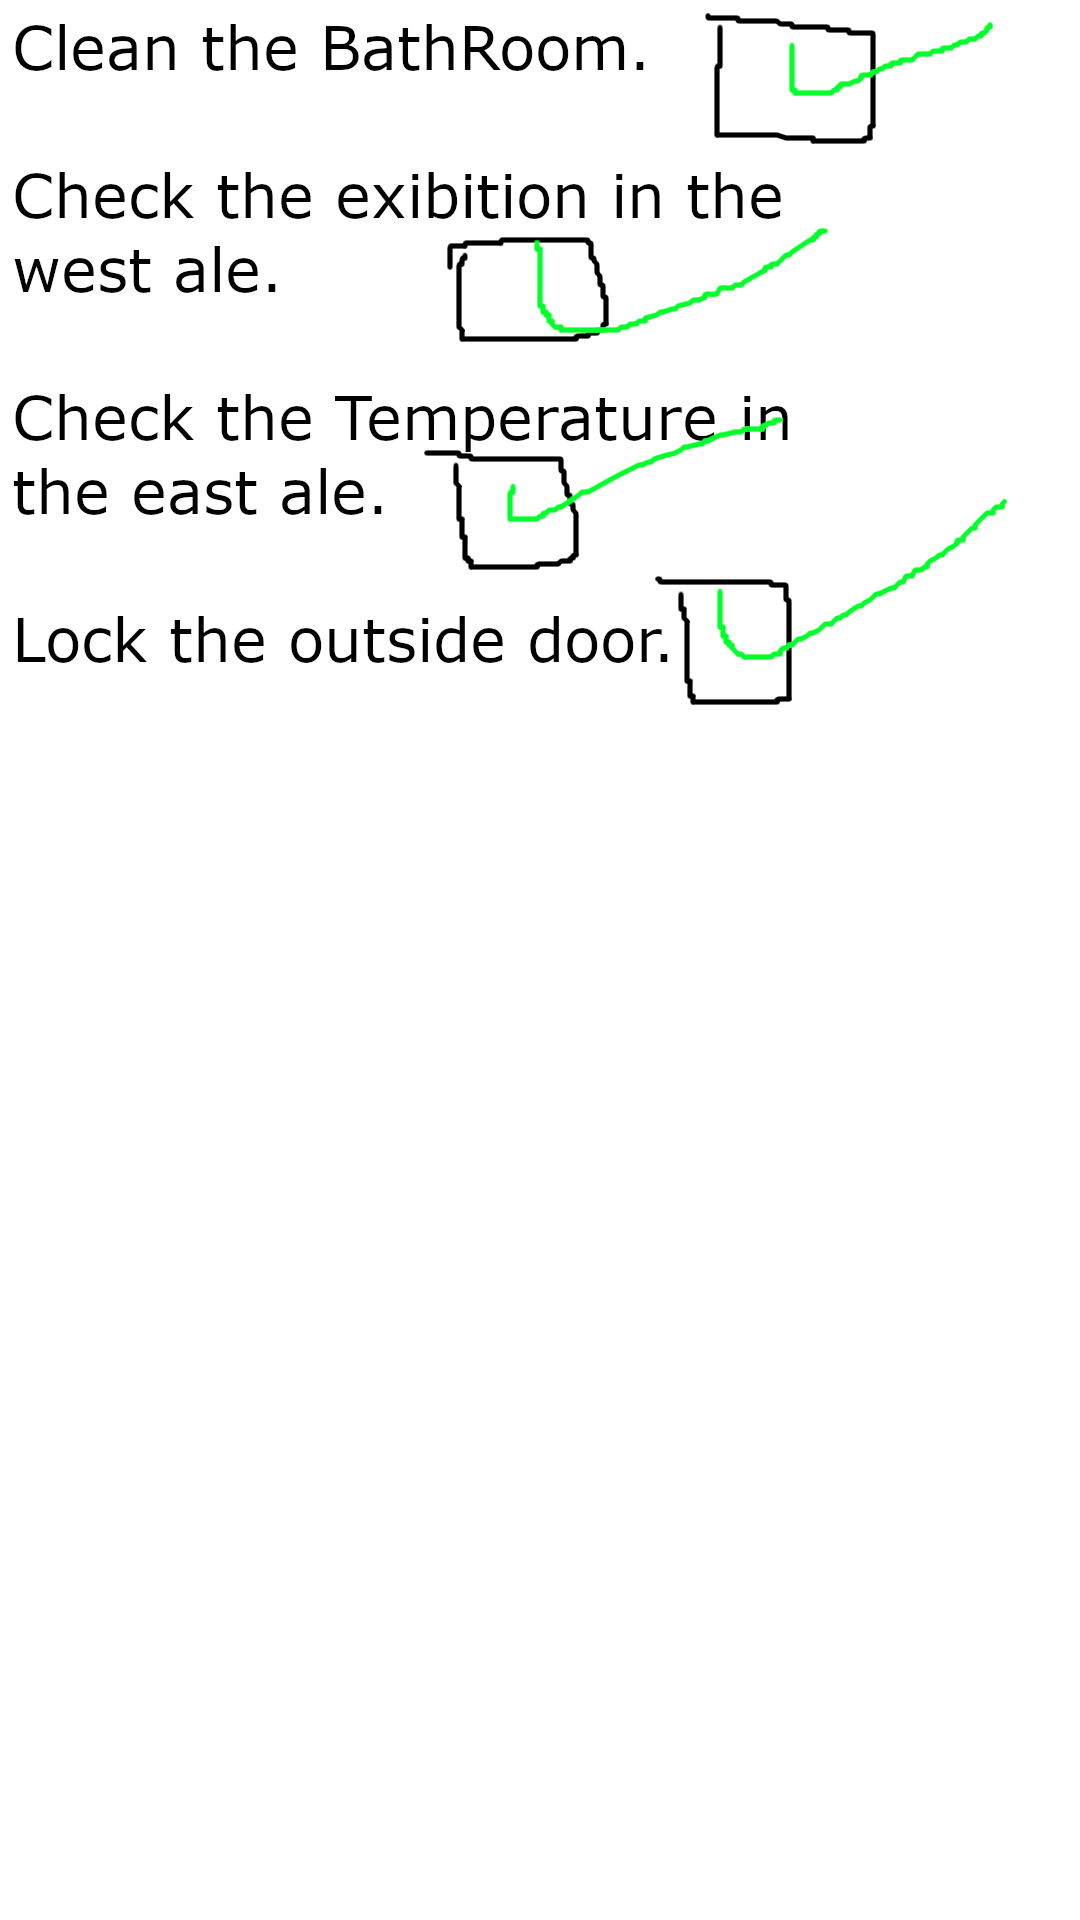 Clean the BathRoom.
Check the exibition in the
west ale.
Check the Temperature in
the east ale.
Lock the outside door.